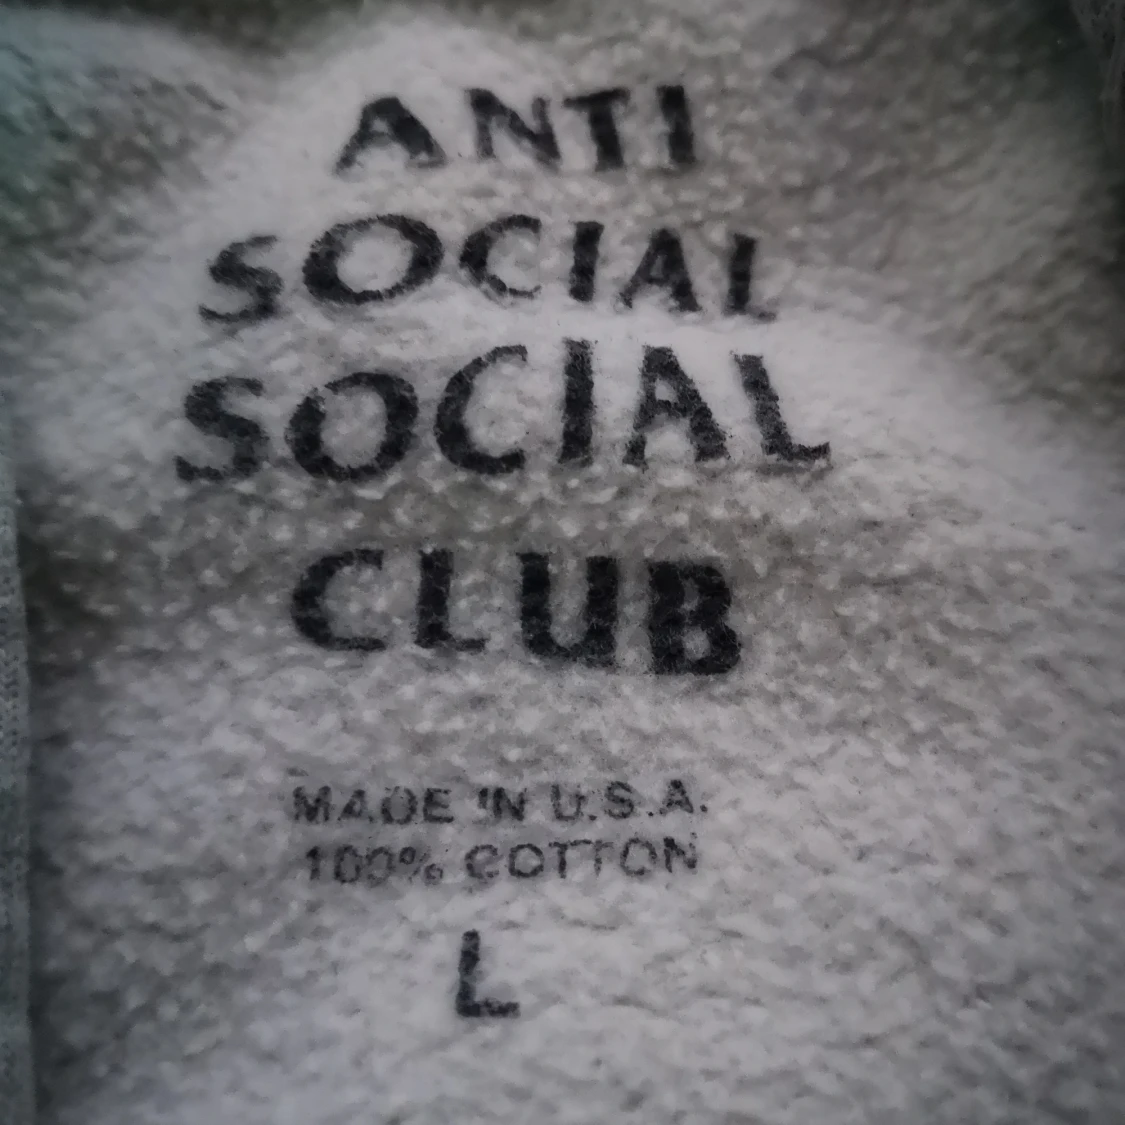 ANTI
SOCIAL
SOCIAL
CLUB
MADE IN U.S.A.
100% COTTON
L